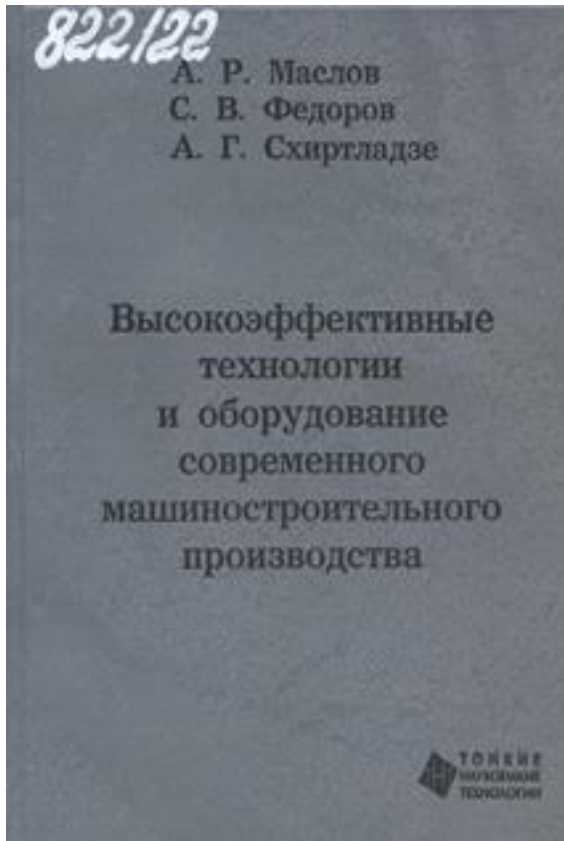 822/22
А. Р. Маслов
С. В. Федоров
А. Г. Схиртладзе
Высокоэффективные
технологии
и оборудование
современного
машиностроительного
производства
ТОНКИЕ
НАУКОЕМКИЕ
ТЕХНОЛОГИИ